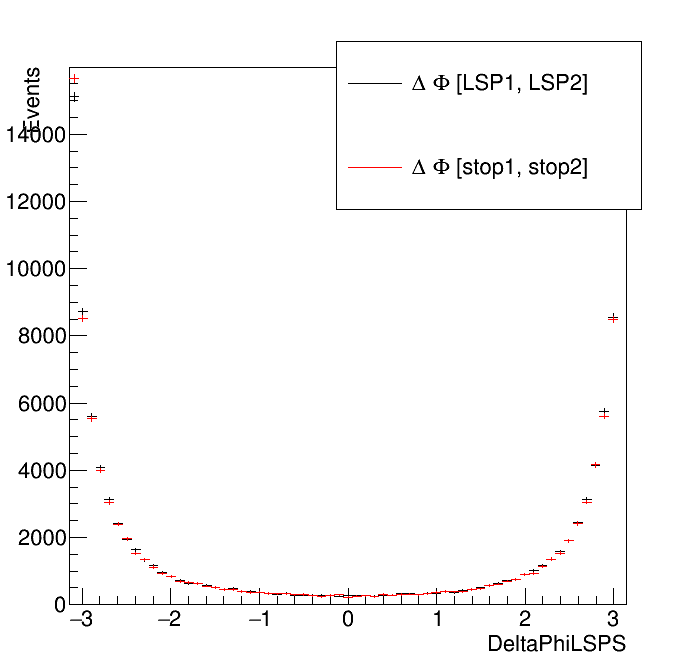 Events
Δ Φ [LSP1, LSP2]
Δ Φ [stop1, stop2]
14000
12000
10000
8000
6000
4000
2000
0
−3 −2 −1 0 1 2 3
DeltaPhiLSPS